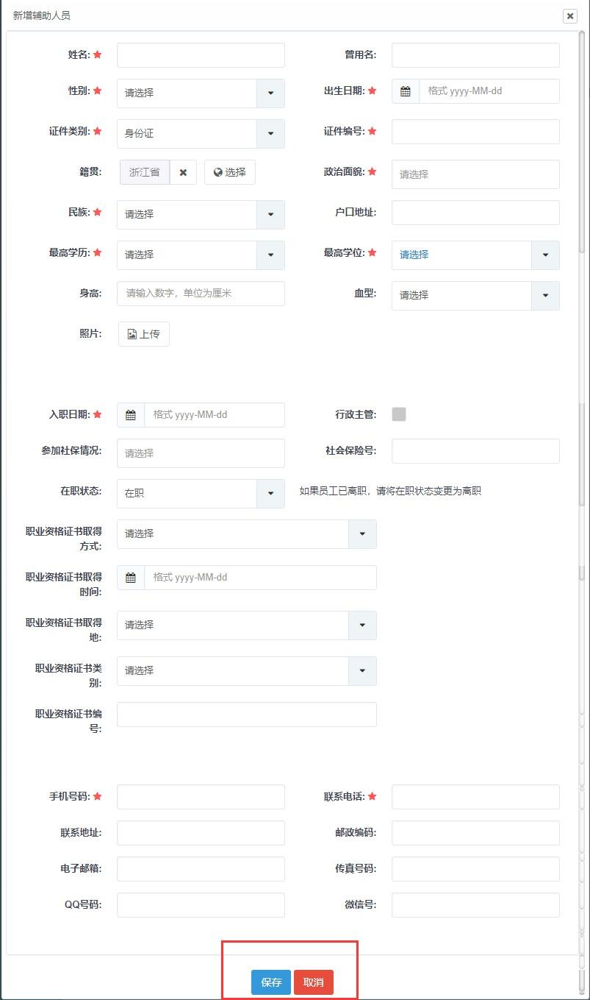 新增辅助人员
姓名: 曾用名:
性别: 请选择 出生日期: 格式 yyyy-MM-dd
证件类别: 身份证 证件编号:
籍贯: 浙江省 选择 政治面貌: 请选择
民族: 请选择 户口地址:
最高学历: 请选择 最高学位: 请选择
身高: 请输入数字，单位为厘米 血型: 请选择
照片: 上传
入职日期: 格式 yyyy-MM-dd 行政主管:
参加社保情况: 请选择 社会保险号:
在职状态: 在职 如果员工已离职，请将在职状态变更为离职
职业资格证书取得 请选择
方式:
职业资格证书取得 格式 yyyy-MM-dd
时间:
职业资格证书取得 请选择
地:
职业资格证书类 请选择
别:
职业资格证书编
号:
手机号码: 联系电话:
联系地址: 邮政编码:
电子邮箱: 传真号码:
QQ号码: 微信号:
保存 取消